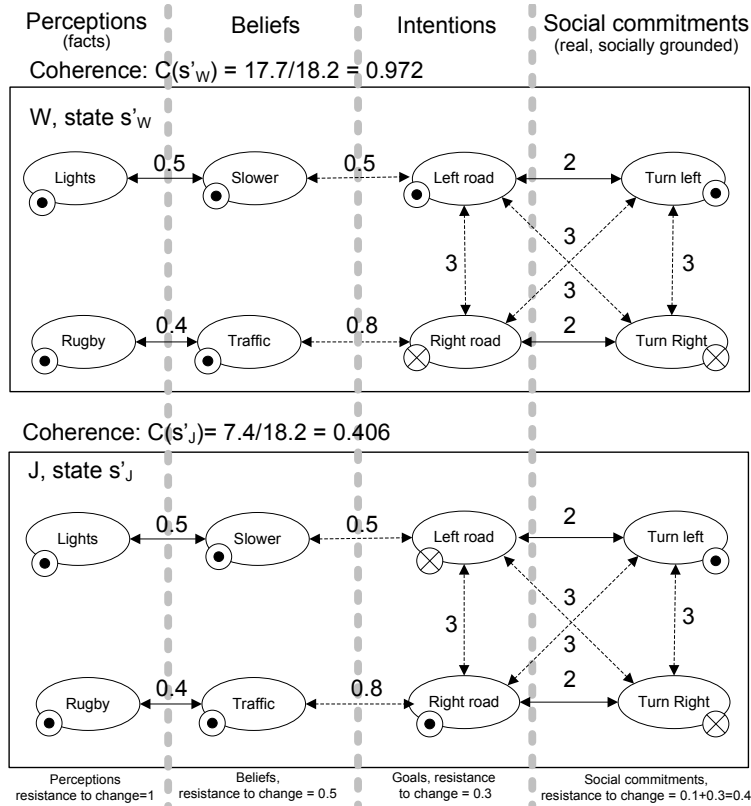 Perceptions Beliefs Intentions Social commitments
(facts) (real, socially grounded)
Coherence: C(s'W) = 17.7/18.2 = 0.972
W, state s'W
0.5 0.5 2
Lights Slower Left road Turn left
3 3 3
3
0.4 0.8 2
Rugby Traffic Right road Turn Right
Coherence: C(s'J)= 7.4/18.2 = 0.406
J, state s'J
0.5 0.5 2
Lights Slower Left road Turn left
3
3 3
3
0.4 0.8 2
Rugby Traffic Right road Turn Right
Perceptions Beliefs, Goals, resistance Social commitments,
resistance to change=1 resistance to change = 0.5 to change = 0.3 resistance to change = 0.1+0.3=0.4